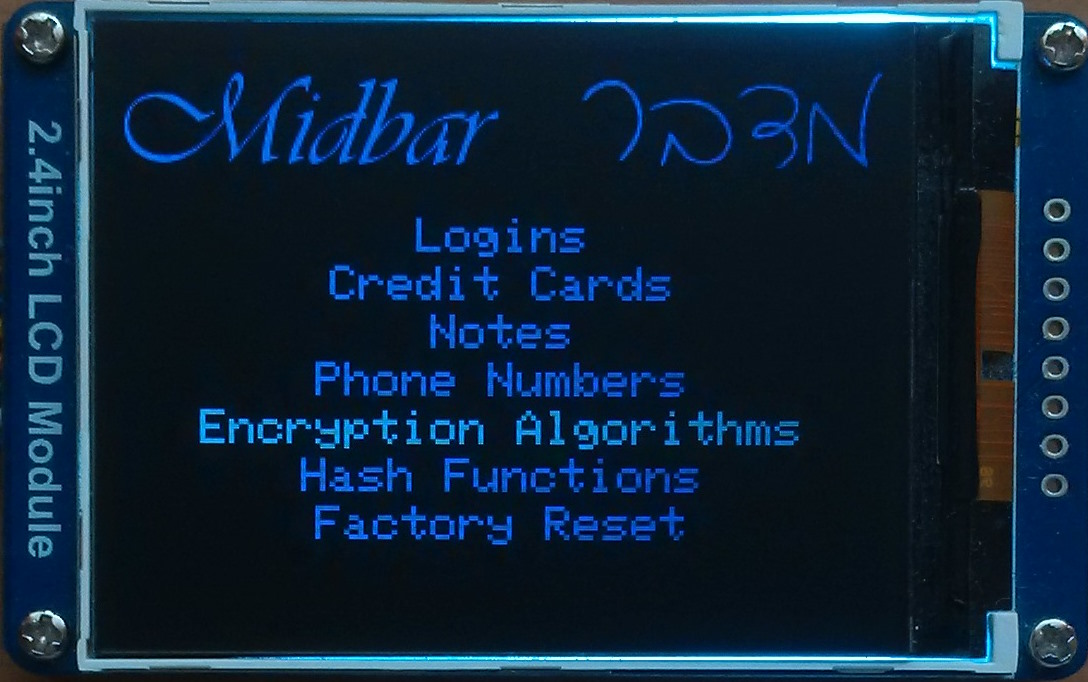 2.4inch LCD Module
Midbar מדבר
Logins
Credit Cards
Notes
Phone Numbers
Encryption Algorithms
Hash Functions
Factory Reset